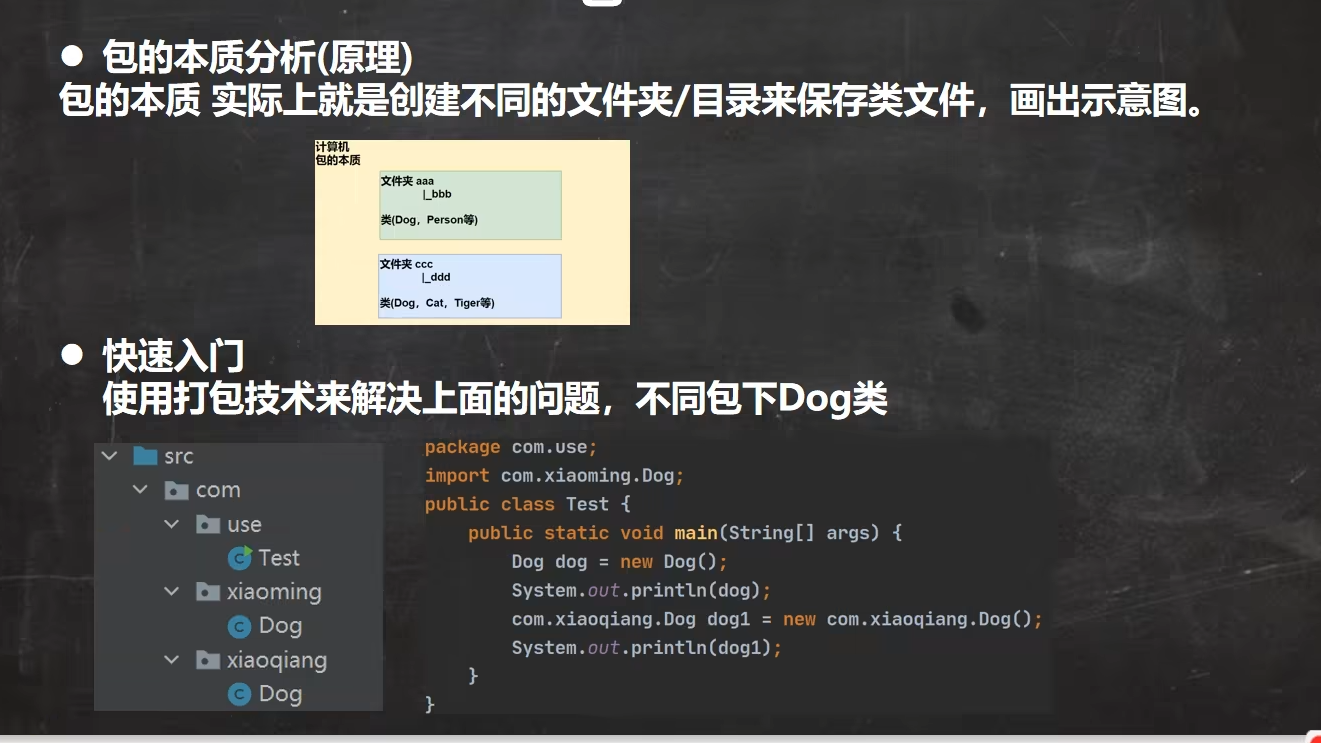 ● 包的本质分析(原理)
包的本质 实际上就是创建不同的文件夹/目录来保存类文件，画出示意图。
计算机
包的本质
文件夹 aaa
|_bbb
类(Dog，Person等)
文件夹 ccc
|_ddd
类(Dog，Cat，Tiger等)
● 快速入门
使用打包技术来解决上面的问题，不同包下Dog类
src
com
use
Test
xiaoming
Dog
xiaoqiang
Dog
package com.use;
import com.xiaoming.Dog;
public class Test {
    public static void main(String[] args) {
        Dog dog = new Dog();
        System.out.println(dog);
        com.xiaoqiang.Dog dog1 = new com.xiaoqiang.Dog();
        System.out.println(dog1);
    }
}